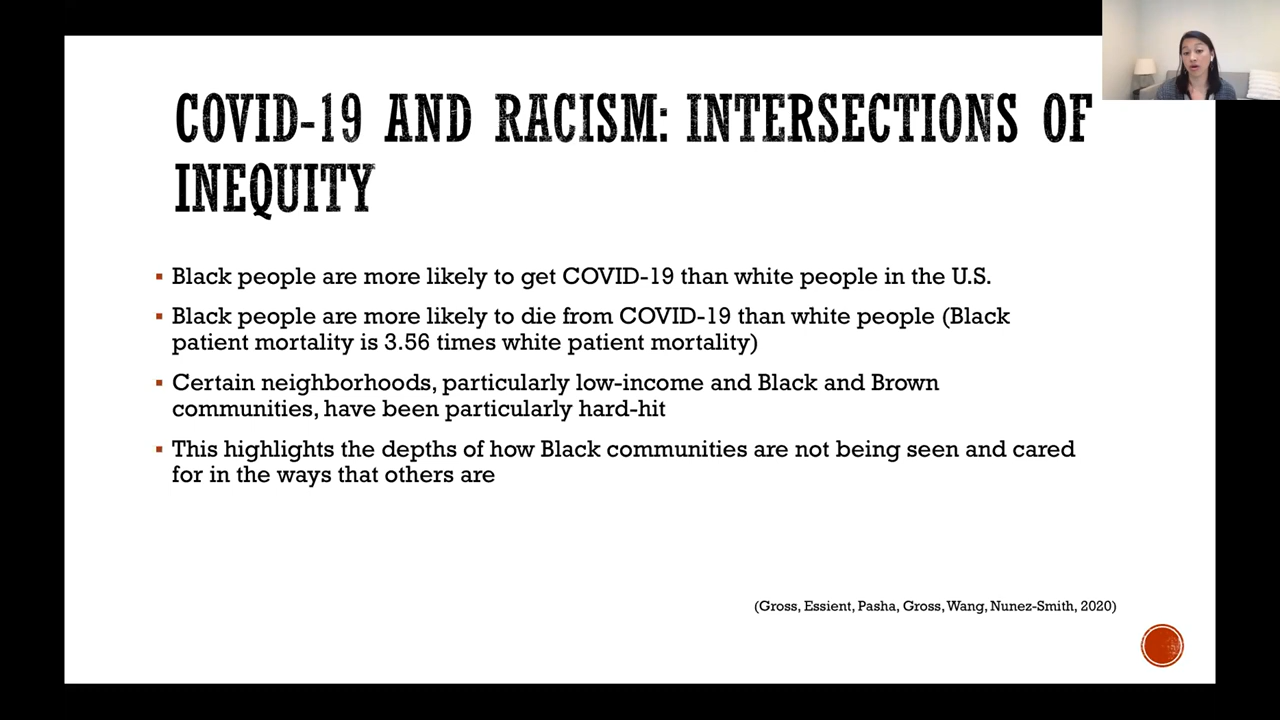 COVID-19 AND RACISM: INTERSECTIONS OF
INEQUITY
▪ Black people are more likely to get COVID-19 than white people in the U.S.
▪ Black people are more likely to die from COVID-19 than white people (Black
patient mortality is 3.56 times white patient mortality)
▪ Certain neighborhoods, particularly low-income and Black and Brown
communities, have been particularly hard-hit
▪ This highlights the depths of how Black communities are not being seen and cared
for in the ways that others are
(Gross, Essient, Pasha, Gross, Wang, Nunez-Smith, 2020)